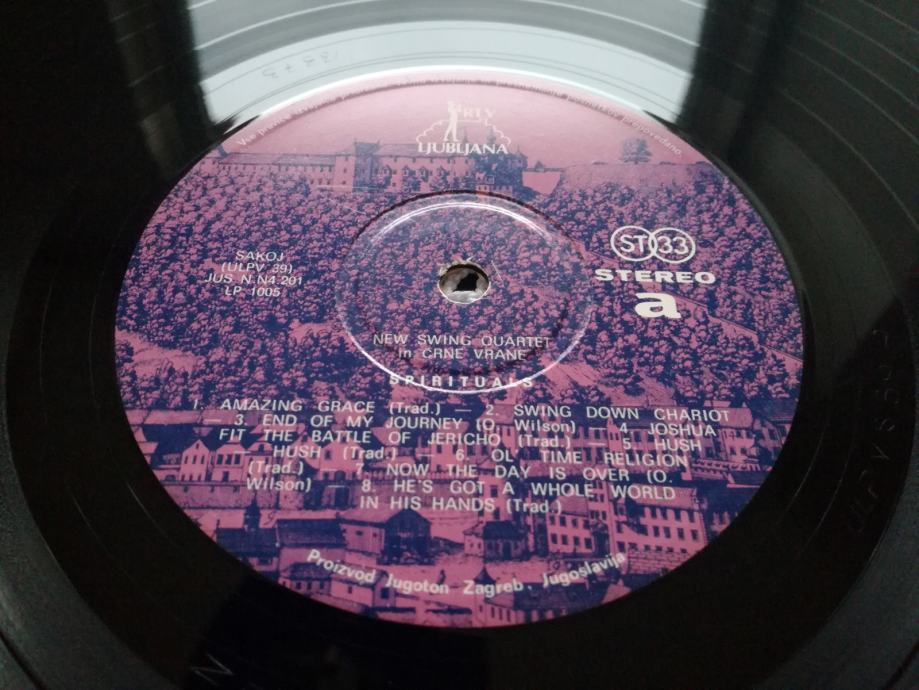 RTV
LJUBLJANA
Vse pravice
prepovedano
SAKOJ
(ULPV 39)
JUS N.N4.201
LP 1005
ST 33
STEREO
a
NEW SWING QUARTET
in CRNE VRANE
SPIRITUALS
1. AMAZING GRACE (Trad.) — 2. SWING DOWN CHARIOT
— 3. END OF MY JOURNEY (O. Wilson) — 4. JOSHUA
FIT THE BATTLE OF JERICHO (Trad.) — 5. HUSH
HUSH (Trad.) — 6. OL' TIME RELIGION
(Trad.) — 7. NOW THE DAY IS OVER (O.
Wilson) — 8. HE'S GOT A WHOLE WORLD
IN HIS HANDS (Trad.)
Proizvod Jugoton Zagreb, Jugoslavija